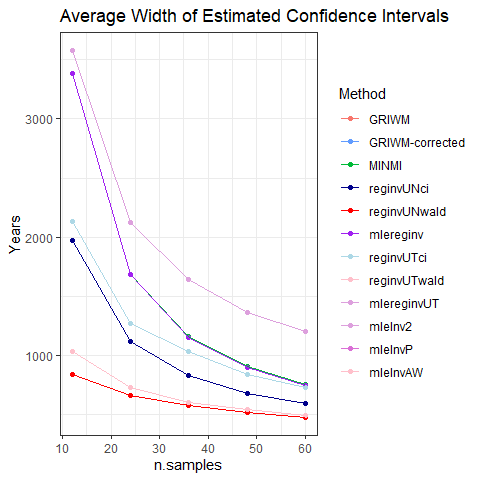 Average Width of Estimated Confidence Intervals
Years
3000
2000
1000
10 20 30 40 50 60
n.samples
Method
GRIWM
GRIWM-corrected
MINMI
reginvUNci
reginvUNwald
mlereginv
reginvUTci
reginvUTwald
mlereginvUT
mleInv2
mleInvP
mleInvAW